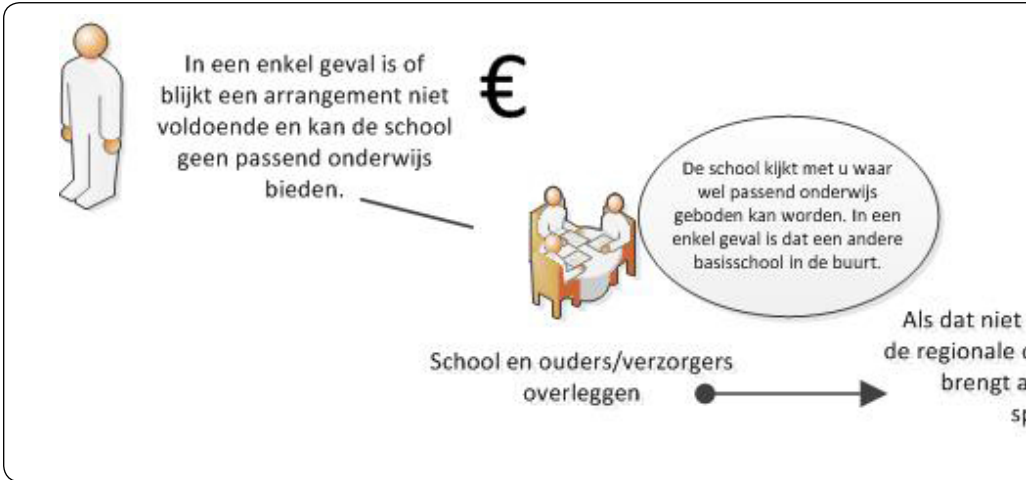 In een enkel geval is of
blijkt een arrangement niet
voldoende en kan de school
geen passend onderwijs
bieden.
€
De school kijkt met u waar
wel passend onderwijs
geboden kan worden. In een
enkel geval is dat een andere
basisschool in de buurt.
School en ouders/verzorgers
overleggen
Als dat niet
de regionale
brengt